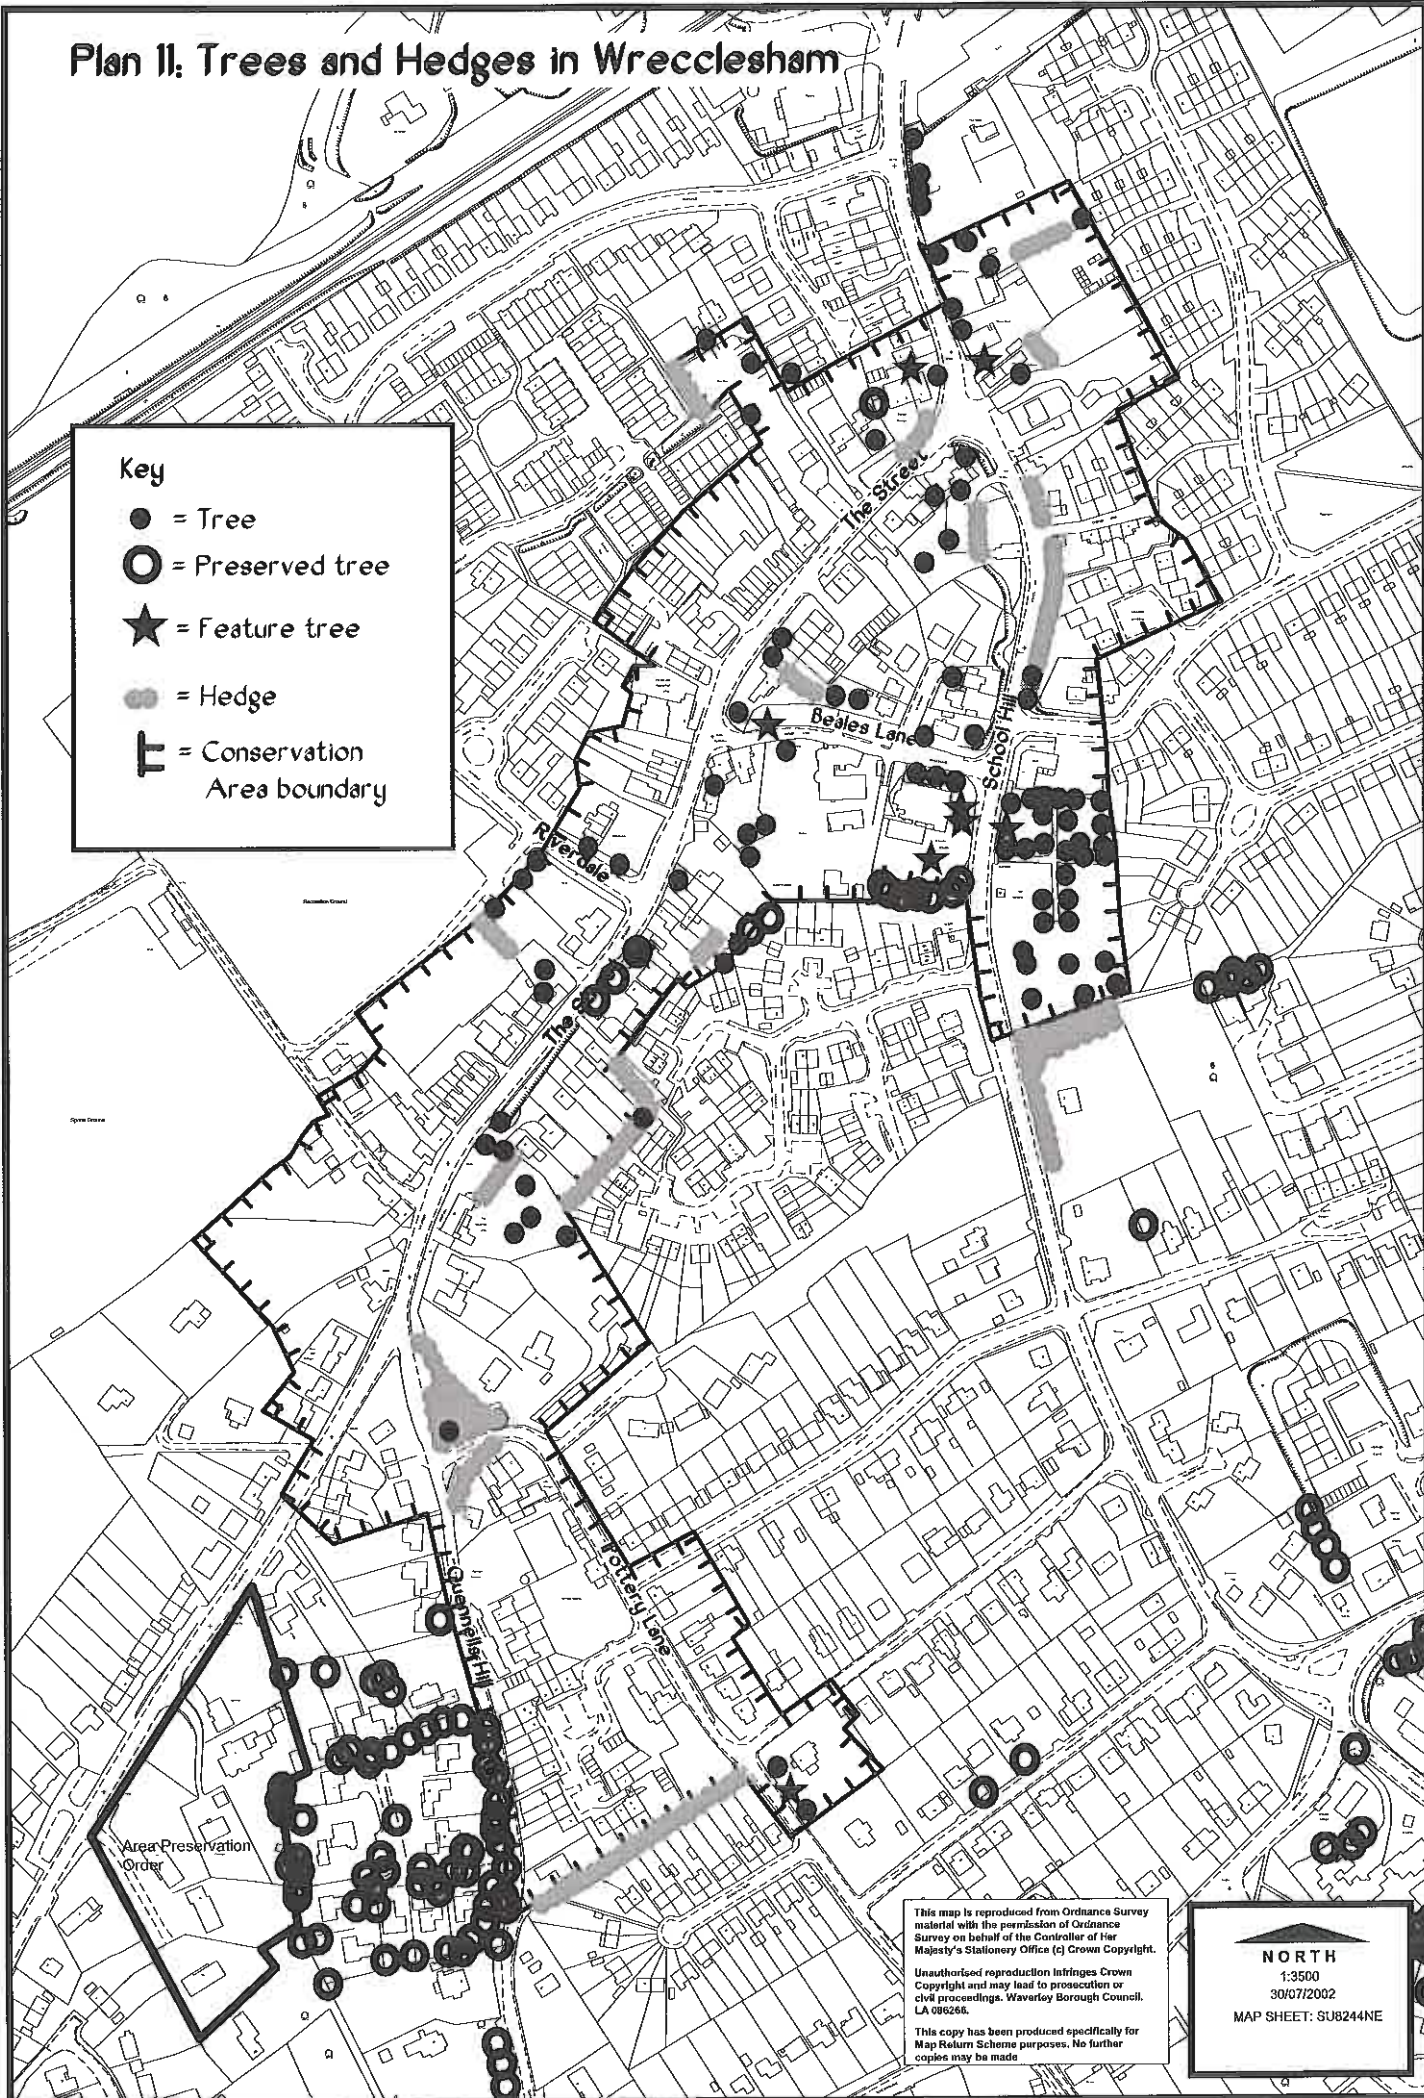 Plan 11: Trees and Hedges in Wrecclesham
Key
= Tree
= Preserved tree
= Feature tree
= Hedge
= Conservation
Area boundary
The Street
Beales Lane
School Hill
Riverdale
Recreation Ground
The S
Sports Ground
Quennells Hill
Pottery Lane
Area Preservation
Order
This map is reproduced from Ordnance Survey
material with the permission of Ordnance
Survey on behalf of the Controller of Her
Majesty's Stationery Office (c) Crown Copyright.
Unauthorised reproduction infringes Crown
Copyright and may lead to prosecution or
civil proceedings. Waverley Borough Council.
LA 086266.
This copy has been produced specifically for
Map Return Scheme purposes. No further
copies may be made
NORTH
1:3500
30/07/2002
MAP SHEET: SU8244NE